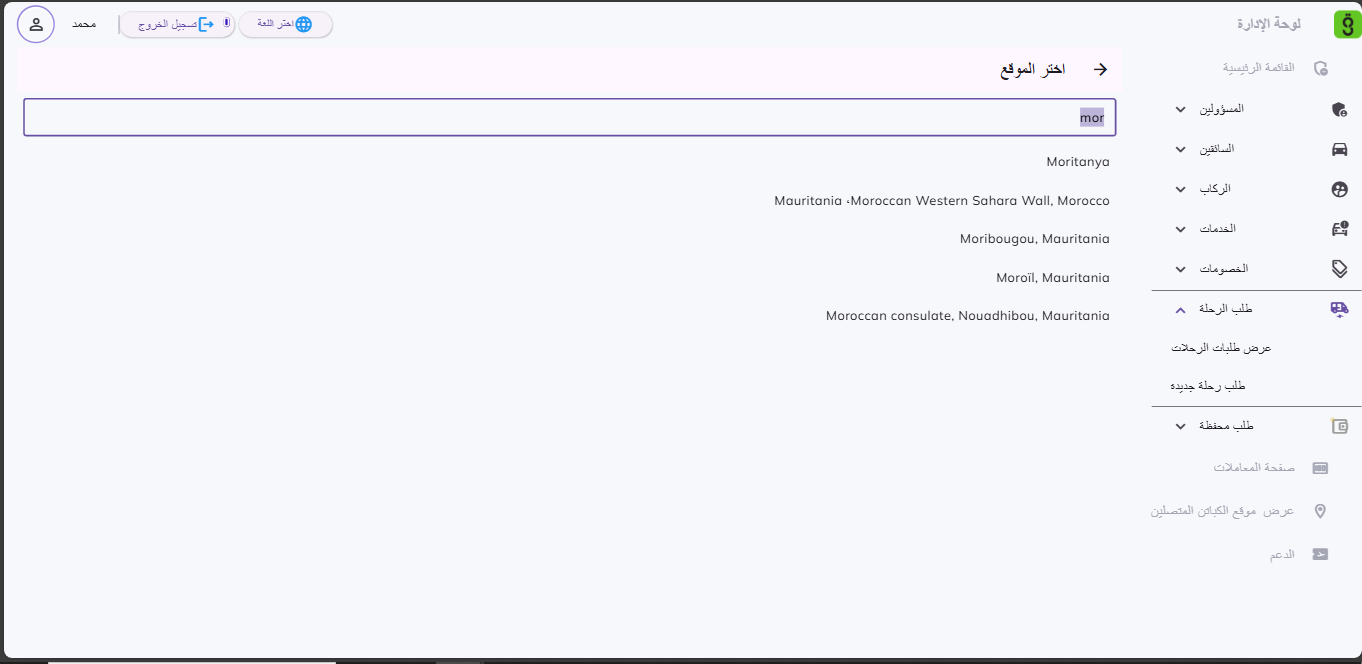 لوحة الإدارة
محمد
تسجيل الخروج
اختر اللغة
القائمة الرئيسية
المسؤولين
السائقين
الركاب
الخدمات
الخصومات
طلب الرحلة
عرض طلبات الرحلات
طلب رحلة جديدة
طلب محفظة
صفحة المعاملات
عرض موقع الكباتن المتصلين
الدعم
اختر الموقع
mor
Moritanya
Mauritania ،Moroccan Western Sahara Wall, Morocco
Moribougou, Mauritania
Moroïl, Mauritania
Moroccan consulate, Nouadhibou, Mauritania